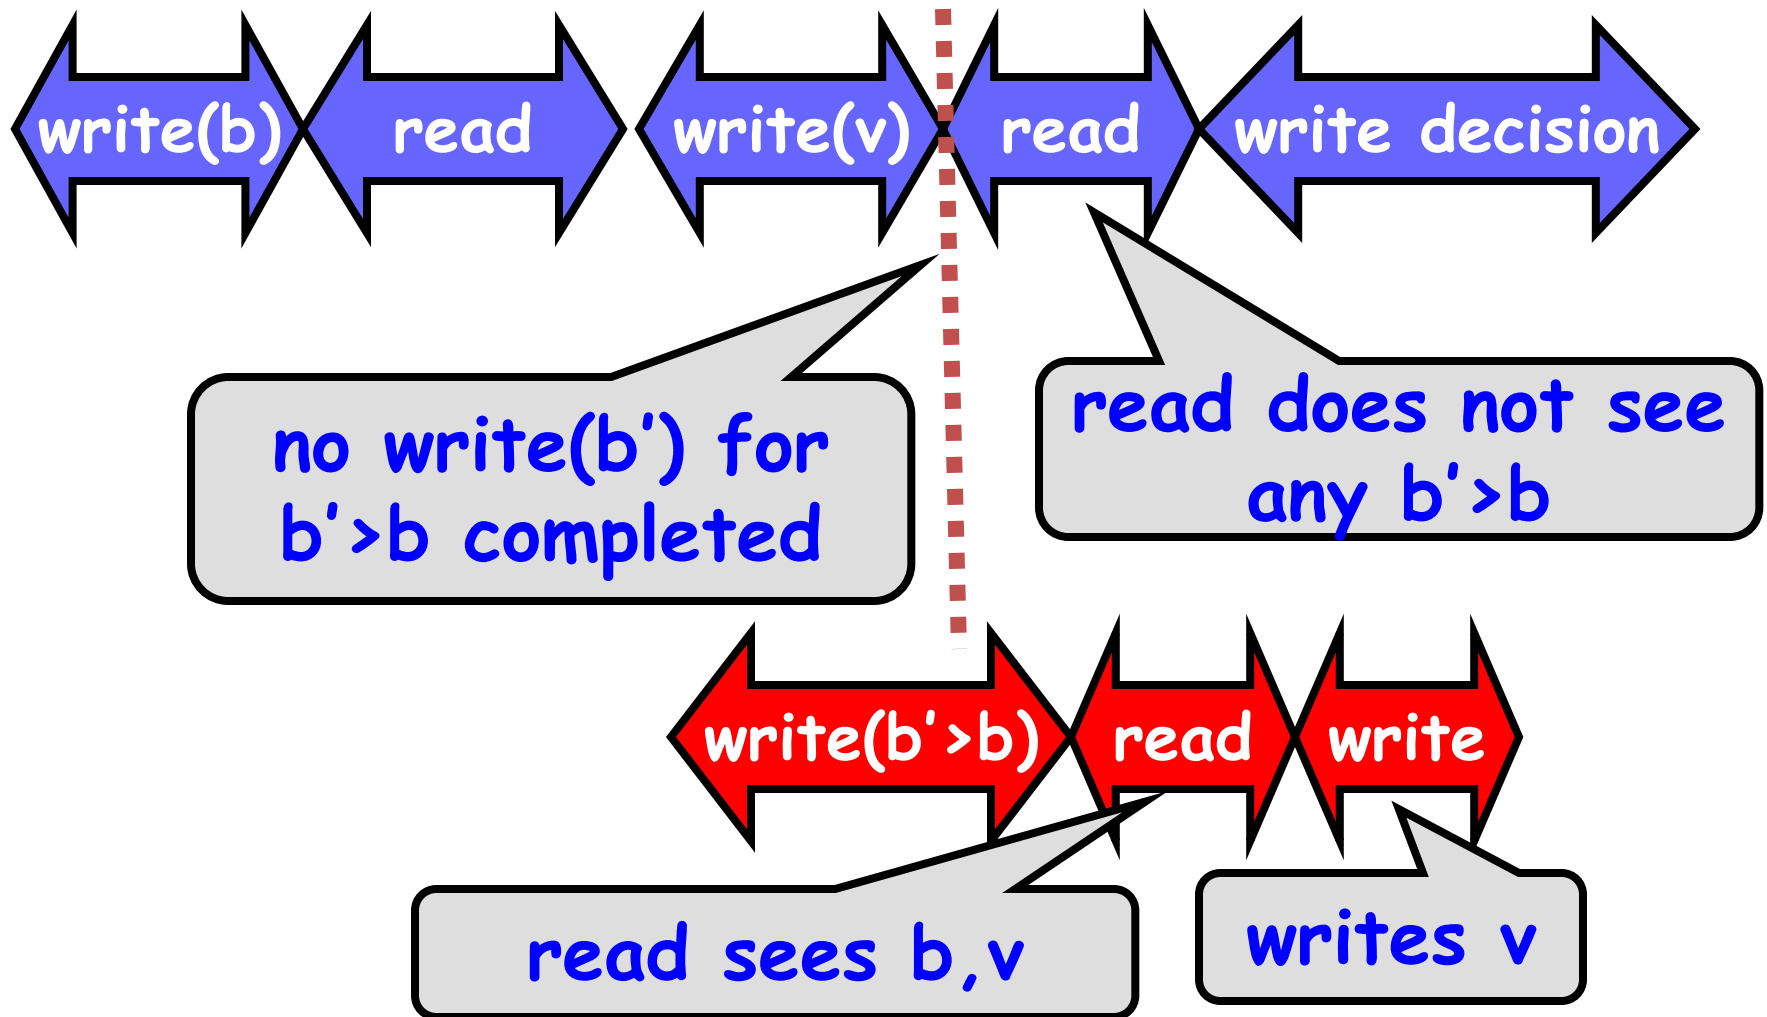 write(b) read write(v) read write decision
no write(b') for
b'>b completed
read does not see
any b'>b
write(b'>b) read write
read sees b,v
writes v